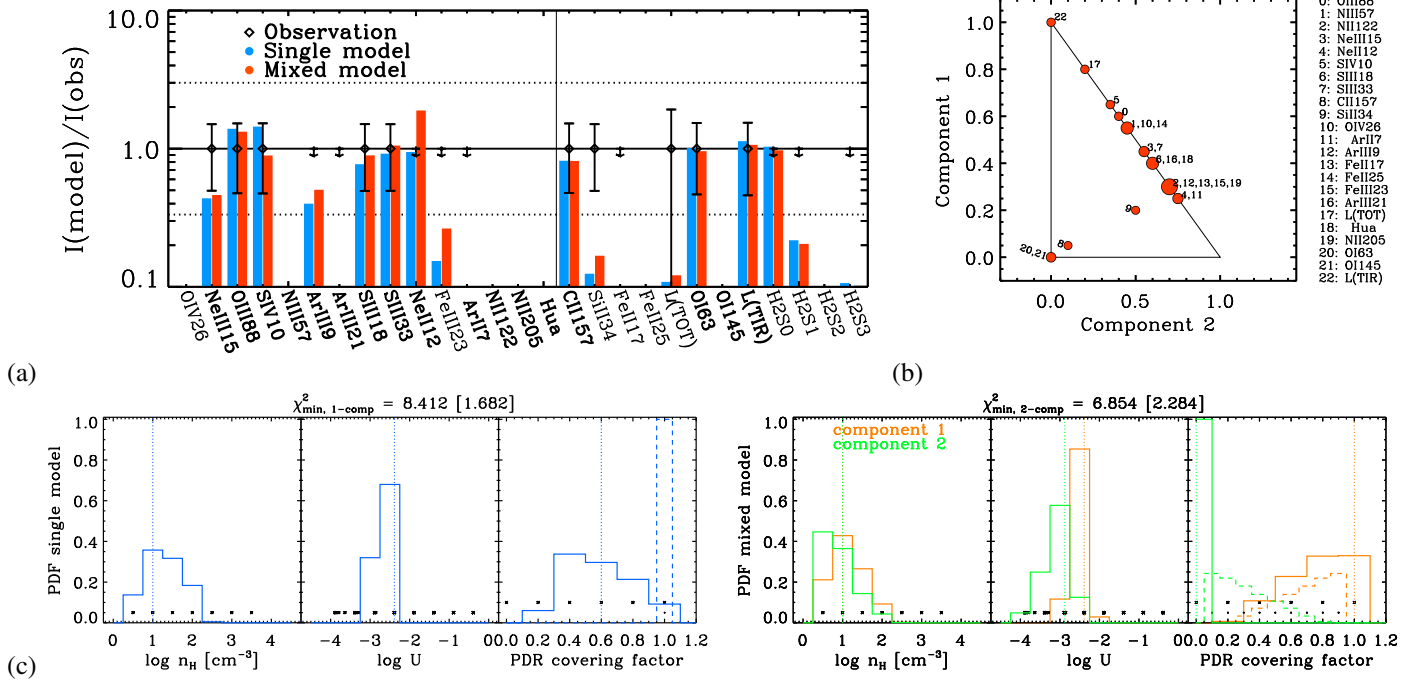 10.0
1.0
0.1
I(model)/I(obs)
Observation
Single model
Mixed model
OIV26
NeIII15
OIII88
SIV10
NIII57
ArIII9
ArIII21
SIII18
SIII33
NeII12
FeIII23
ArII7
NII122
NII205
Hua
CII157
SiII34
FeII17
FeII25
L(TOT)
OI63
OI145
L(TIR)
H2S0
H2S1
H2S2
H2S3
(a)
1.0
0.8
0.6
0.4
0.2
0.0
Component 1
22
17
5
0
1,10,14
3,7
6,16,18
2,12,13,15,19
4,11
9
8
20,21
0.0 0.5 1.0
Component 2
0: OIII88
1: NIII57
2: NII122
3: NeIII15
4: NeII12
5: SIV10
6: SIII18
7: SIII33
8: CII157
9: SiII34
10: OIV26
11: ArII7
12: ArIII9
13: FeII17
14: FeII25
15: FeIII23
16: ArIII21
17: L(TOT)
18: Hua
19: NII205
20: OI63
21: OI145
22: L(TIR)
(b)
χ²min, 1-comp = 8.412 [1.682]
1.0
0.8
0.6
0.4
0.2
0.0
PDF single model
0 1 2 3 4
log nH [cm⁻³]
−4 −3 −2 −1
log U
0.0 0.2 0.4 0.6 0.8 1.0 1.2
PDR covering factor
χ²min, 2-comp = 6.854 [2.284]
component 1
component 2
1.0
0.8
0.6
0.4
0.2
0.0
PDF mixed model
0 1 2 3 4
log nH [cm⁻³]
−4 −3 −2 −1
log U
0.0 0.2 0.4 0.6 0.8 1.0 1.2
PDR covering factor
(c)